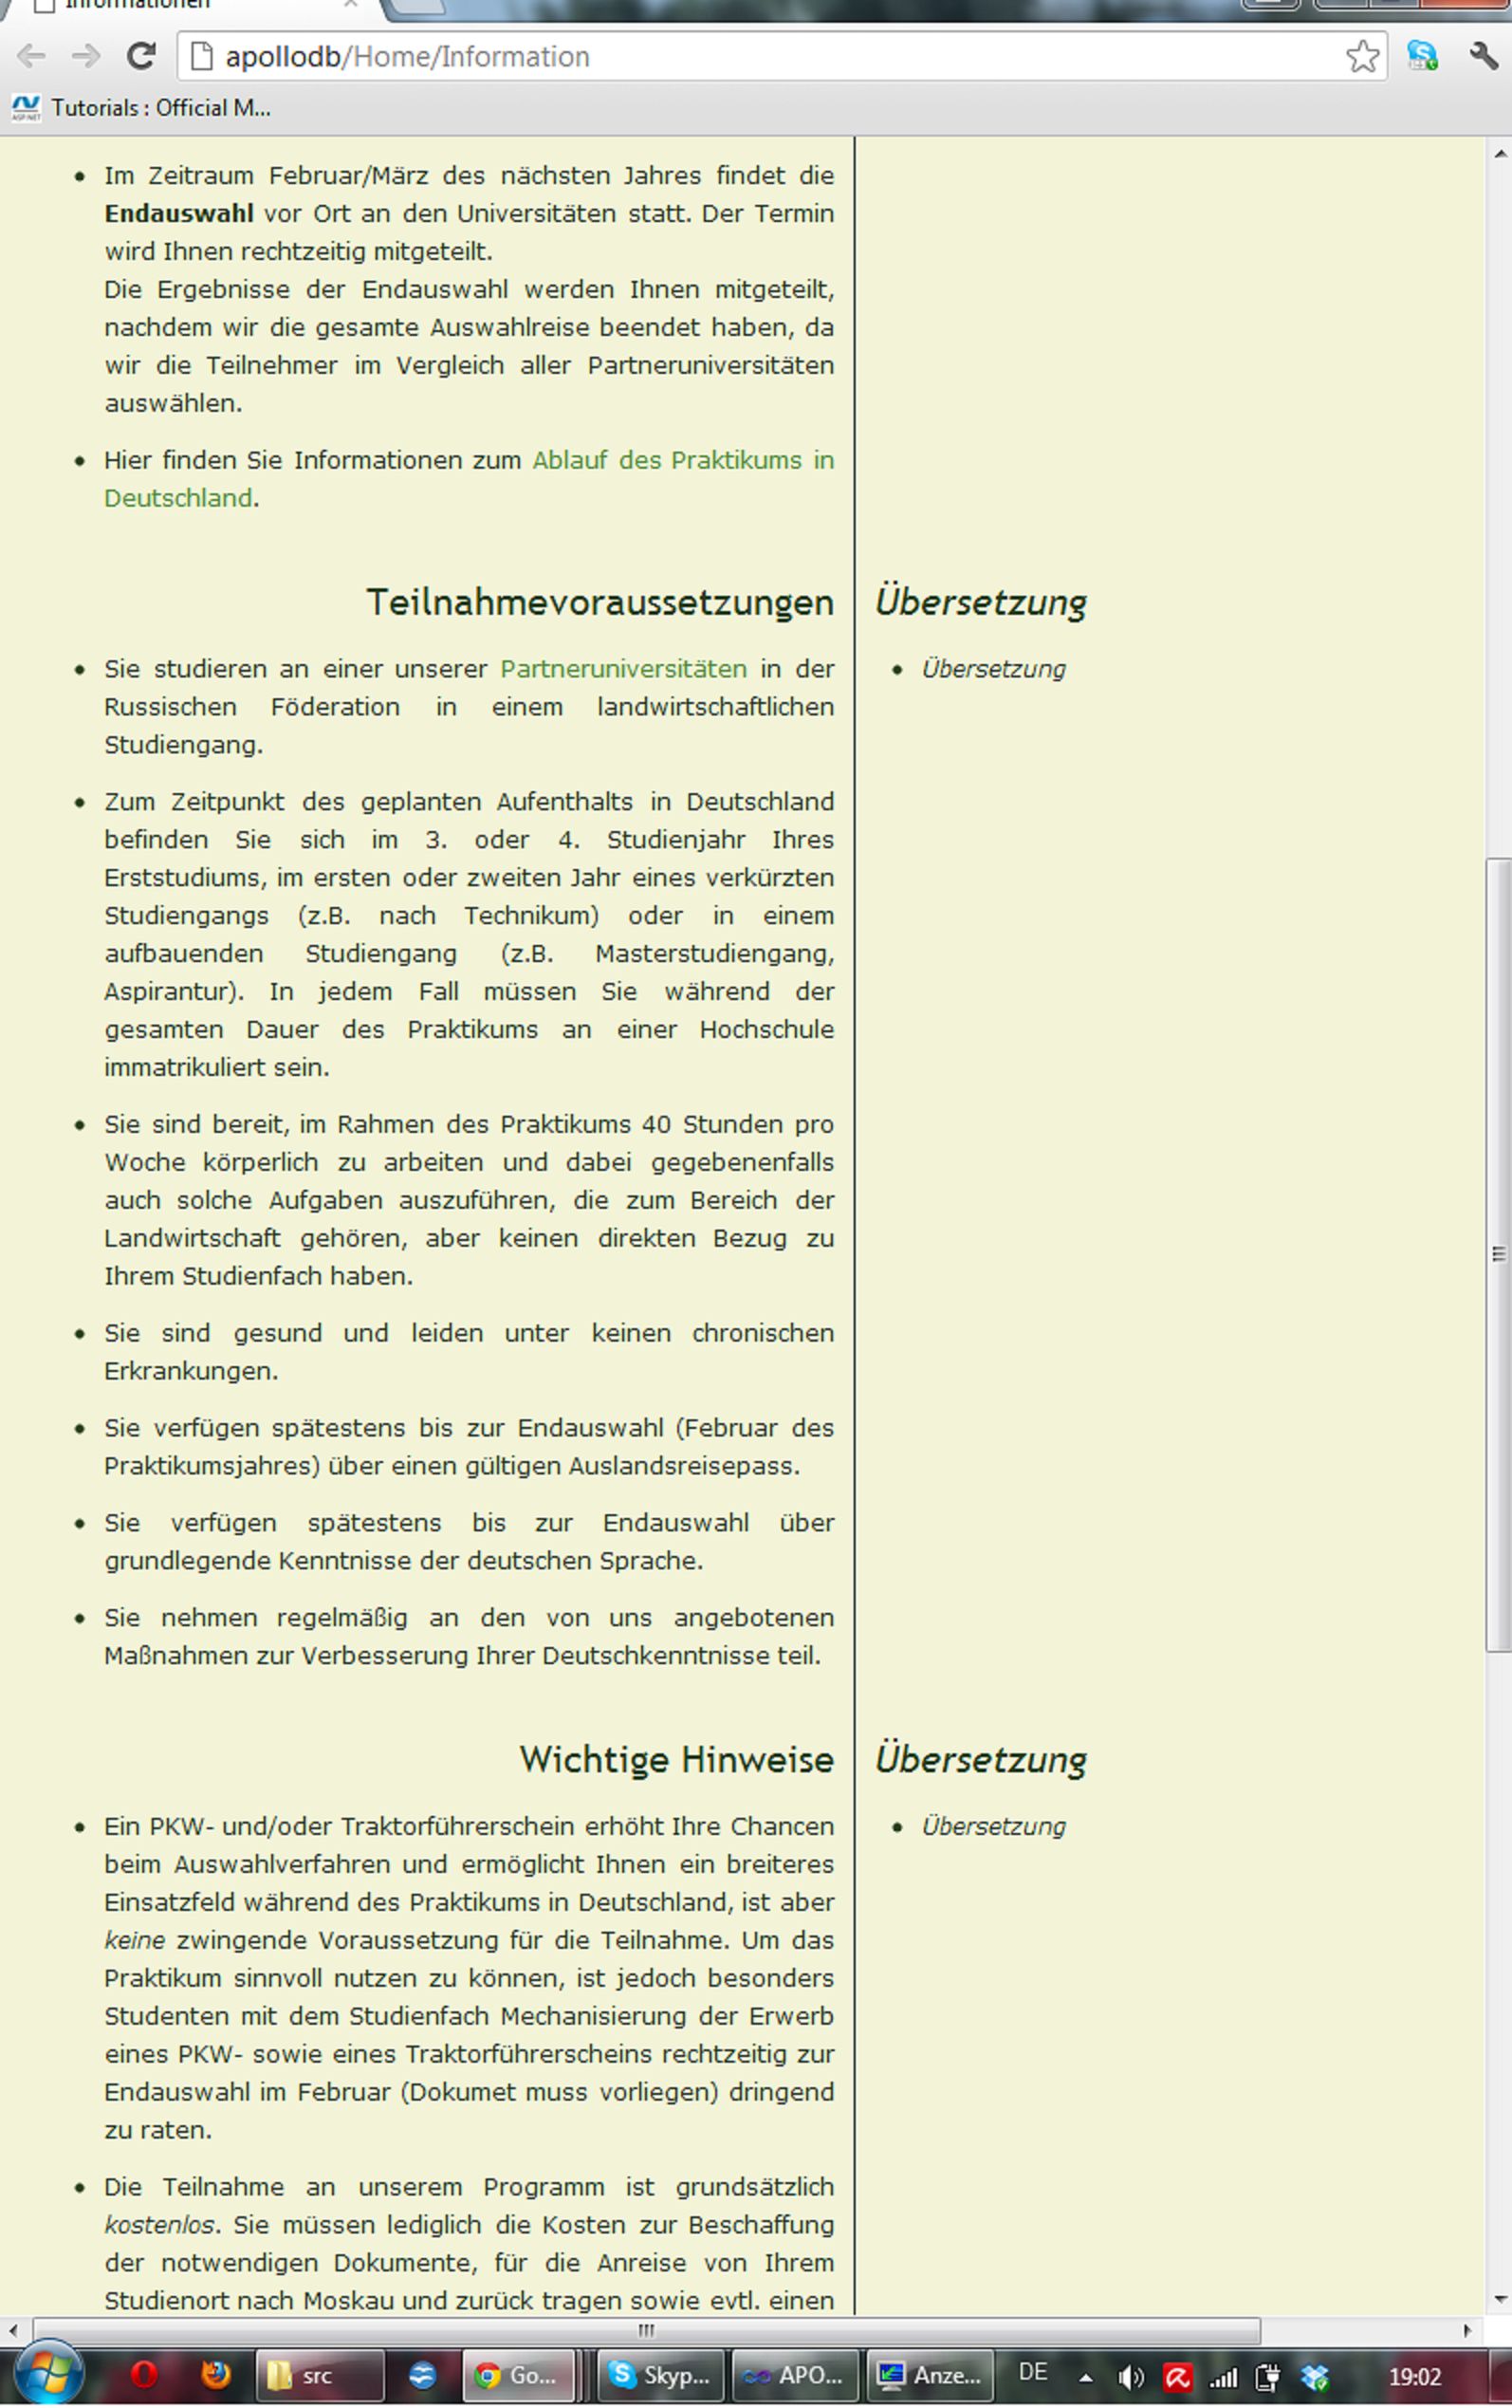 Informationen
apollodb/Home/Information
Tutorials : Official M...
Im Zeitraum Februar/März des nächsten Jahres findet die
Endauswahl vor Ort an den Universitäten statt. Der Termin
wird Ihnen rechtzeitig mitgeteilt.
Die Ergebnisse der Endauswahl werden Ihnen mitgeteilt,
nachdem wir die gesamte Auswahlreise beendet haben, da
wir die Teilnehmer im Vergleich aller Partneruniversitäten
auswählen.
Hier finden Sie Informationen zum Ablauf des Praktikums in
Deutschland.
Teilnahmevoraussetzungen
Sie studieren an einer unserer Partneruniversitäten in der
Russischen Föderation in einem landwirtschaftlichen
Studiengang.
Zum Zeitpunkt des geplanten Aufenthalts in Deutschland
befinden Sie sich im 3. oder 4. Studienjahr Ihres
Erststudiums, im ersten oder zweiten Jahr eines verkürzten
Studiengangs (z.B. nach Technikum) oder in einem
aufbauenden Studiengang (z.B. Masterstudiengang,
Aspirantur). In jedem Fall müssen Sie während der
gesamten Dauer des Praktikums an einer Hochschule
immatrikuliert sein.
Sie sind bereit, im Rahmen des Praktikums 40 Stunden pro
Woche körperlich zu arbeiten und dabei gegebenenfalls
auch solche Aufgaben auszuführen, die zum Bereich der
Landwirtschaft gehören, aber keinen direkten Bezug zu
Ihrem Studienfach haben.
Sie sind gesund und leiden unter keinen chronischen
Erkrankungen.
Sie verfügen spätestens bis zur Endauswahl (Februar des
Praktikumsjahres) über einen gültigen Auslandsreisepass.
Sie verfügen spätestens bis zur Endauswahl über
grundlegende Kenntnisse der deutschen Sprache.
Sie nehmen regelmäßig an den von uns angebotenen
Maßnahmen zur Verbesserung Ihrer Deutschkenntnisse teil.
Übersetzung
Übersetzung
Wichtige Hinweise
Ein PKW- und/oder Traktorführerschein erhöht Ihre Chancen
beim Auswahlverfahren und ermöglicht Ihnen ein breiteres
Einsatzfeld während des Praktikums in Deutschland, ist aber
keine zwingende Voraussetzung für die Teilnahme. Um das
Praktikum sinnvoll nutzen zu können, ist jedoch besonders
Studenten mit dem Studienfach Mechanisierung der Erwerb
eines PKW- sowie eines Traktorführerscheins rechtzeitig zur
Endauswahl im Februar (Dokumet muss vorliegen) dringend
zu raten.
Die Teilnahme an unserem Programm ist grundsätzlich
kostenlos. Sie müssen lediglich die Kosten zur Beschaffung
der notwendigen Dokumente, für die Anreise von Ihrem
Studienort nach Moskau und zurück tragen sowie evtl. einen
Übersetzung
Übersetzung
src
Go...
Skyp...
APO...
Anze...
DE
19:02